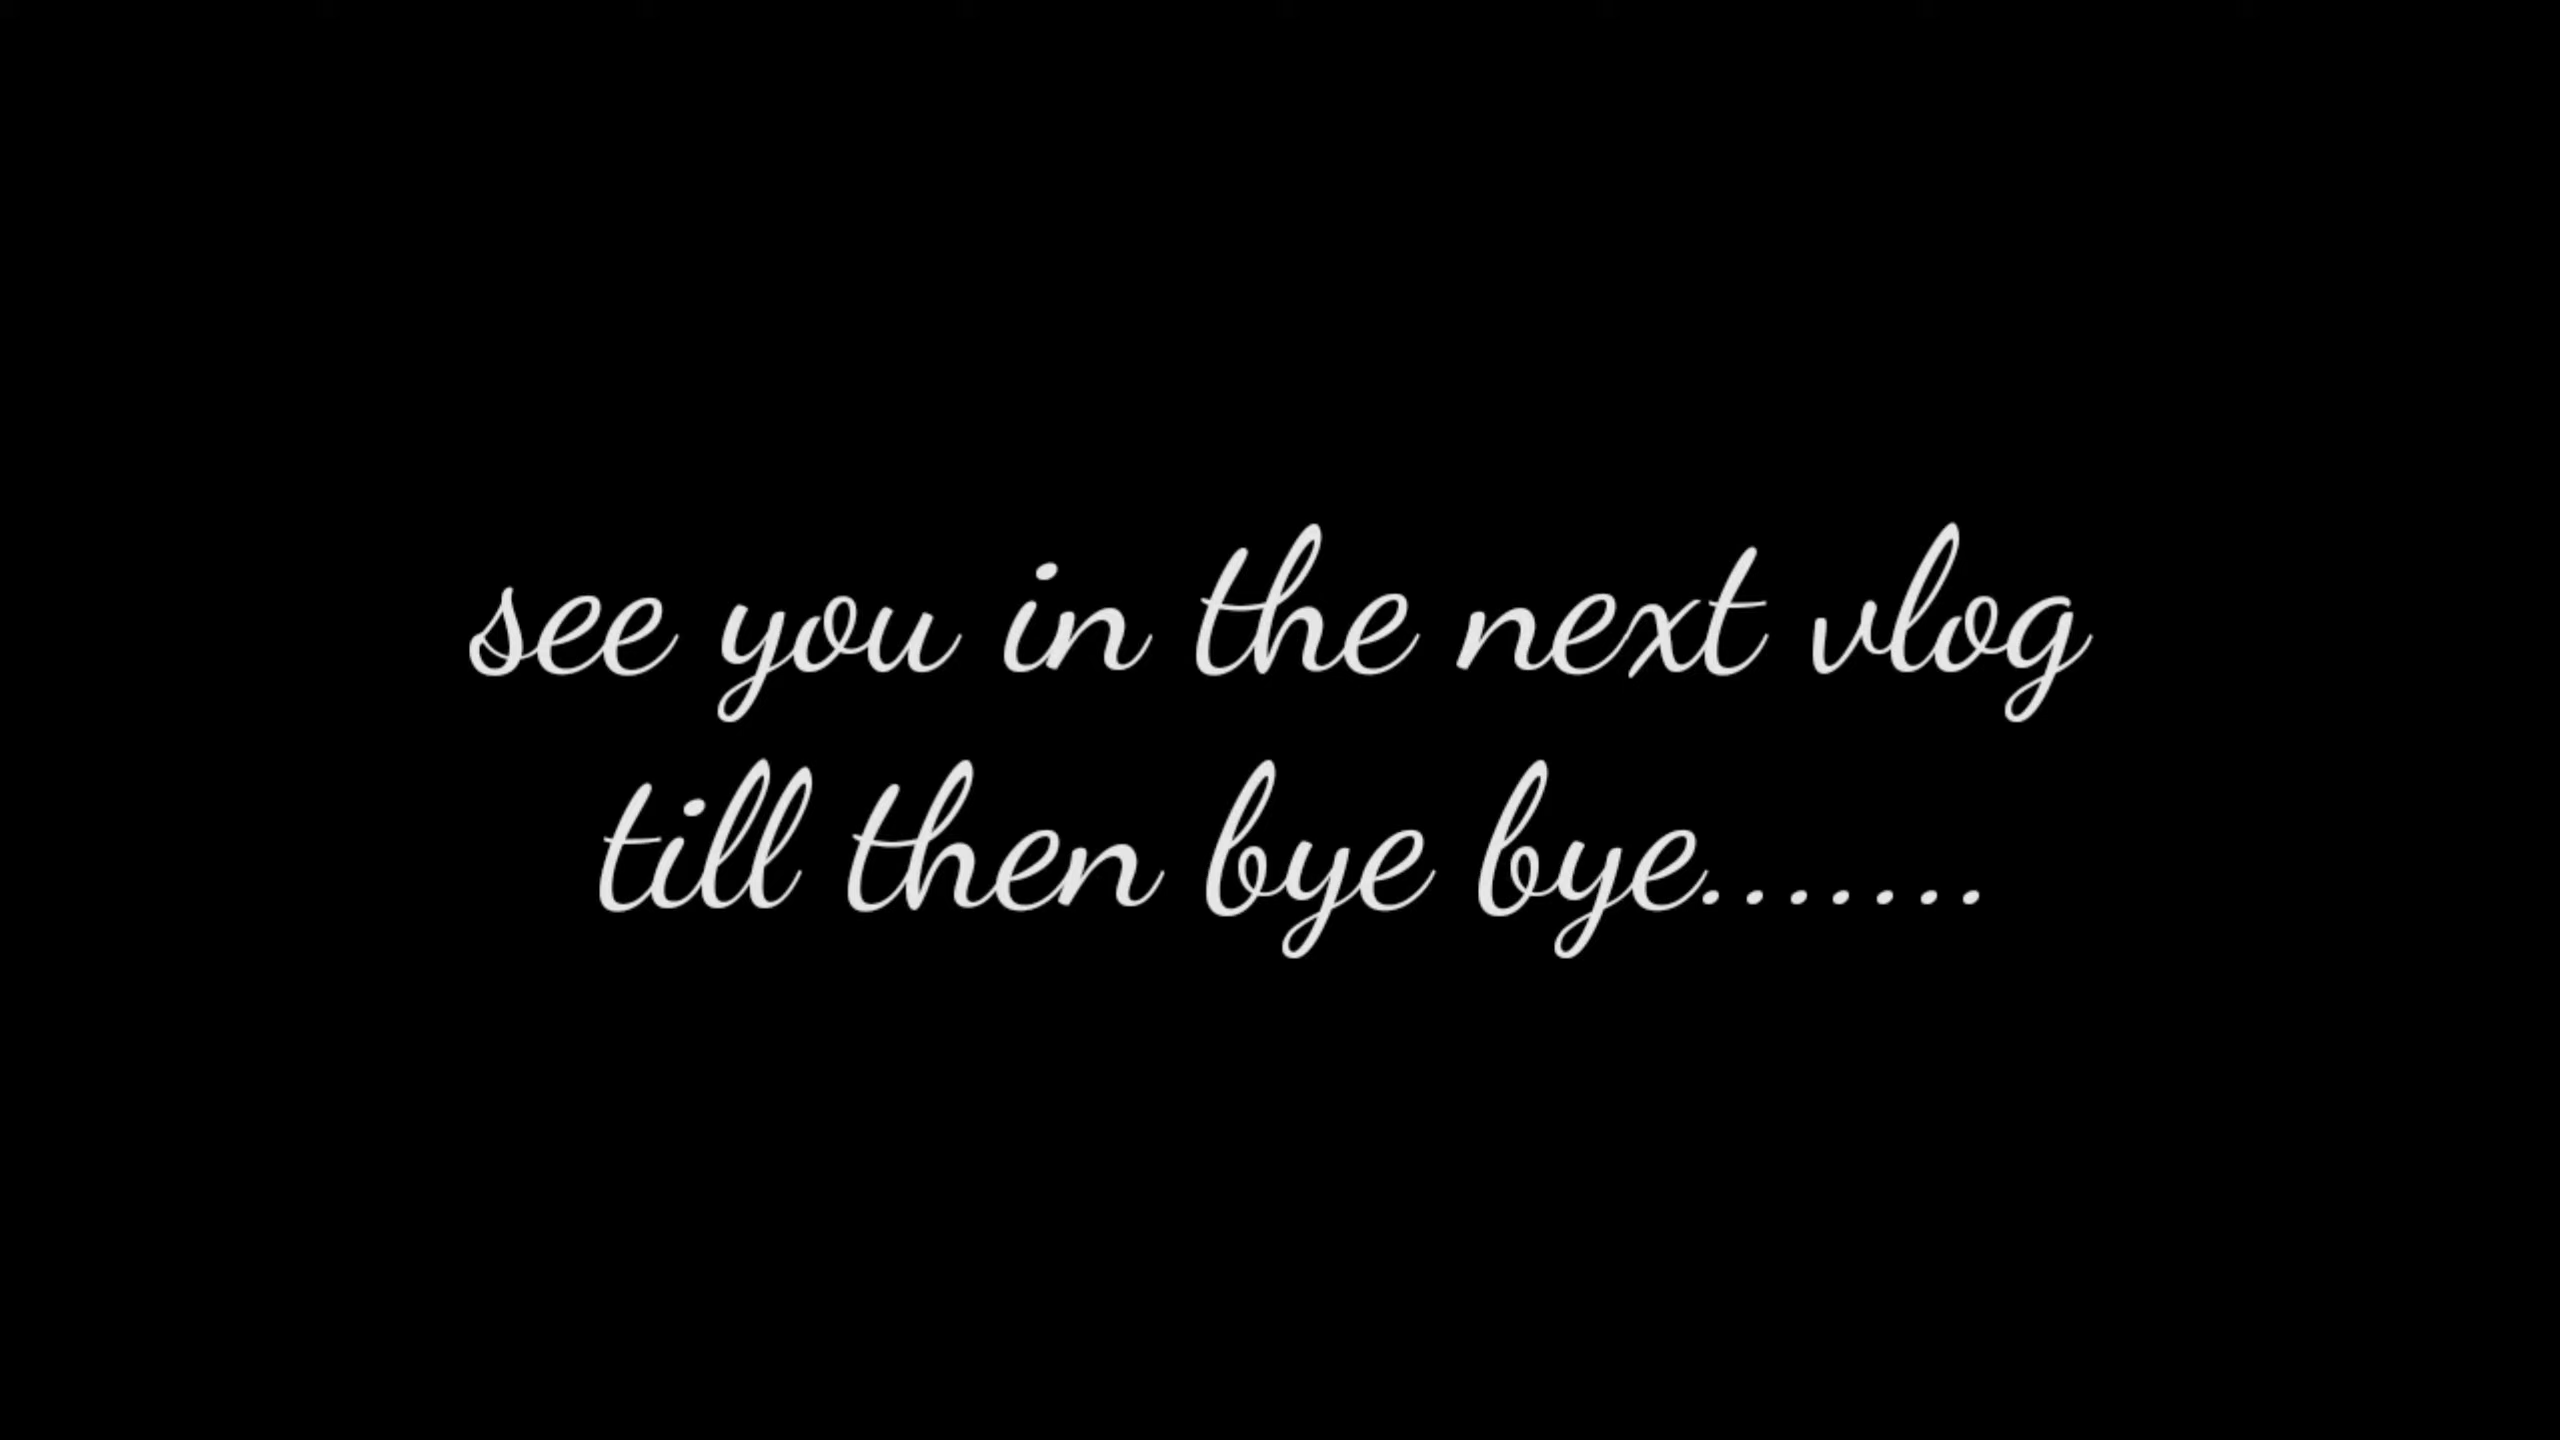 see you in the next vlog
till then bye bye.......